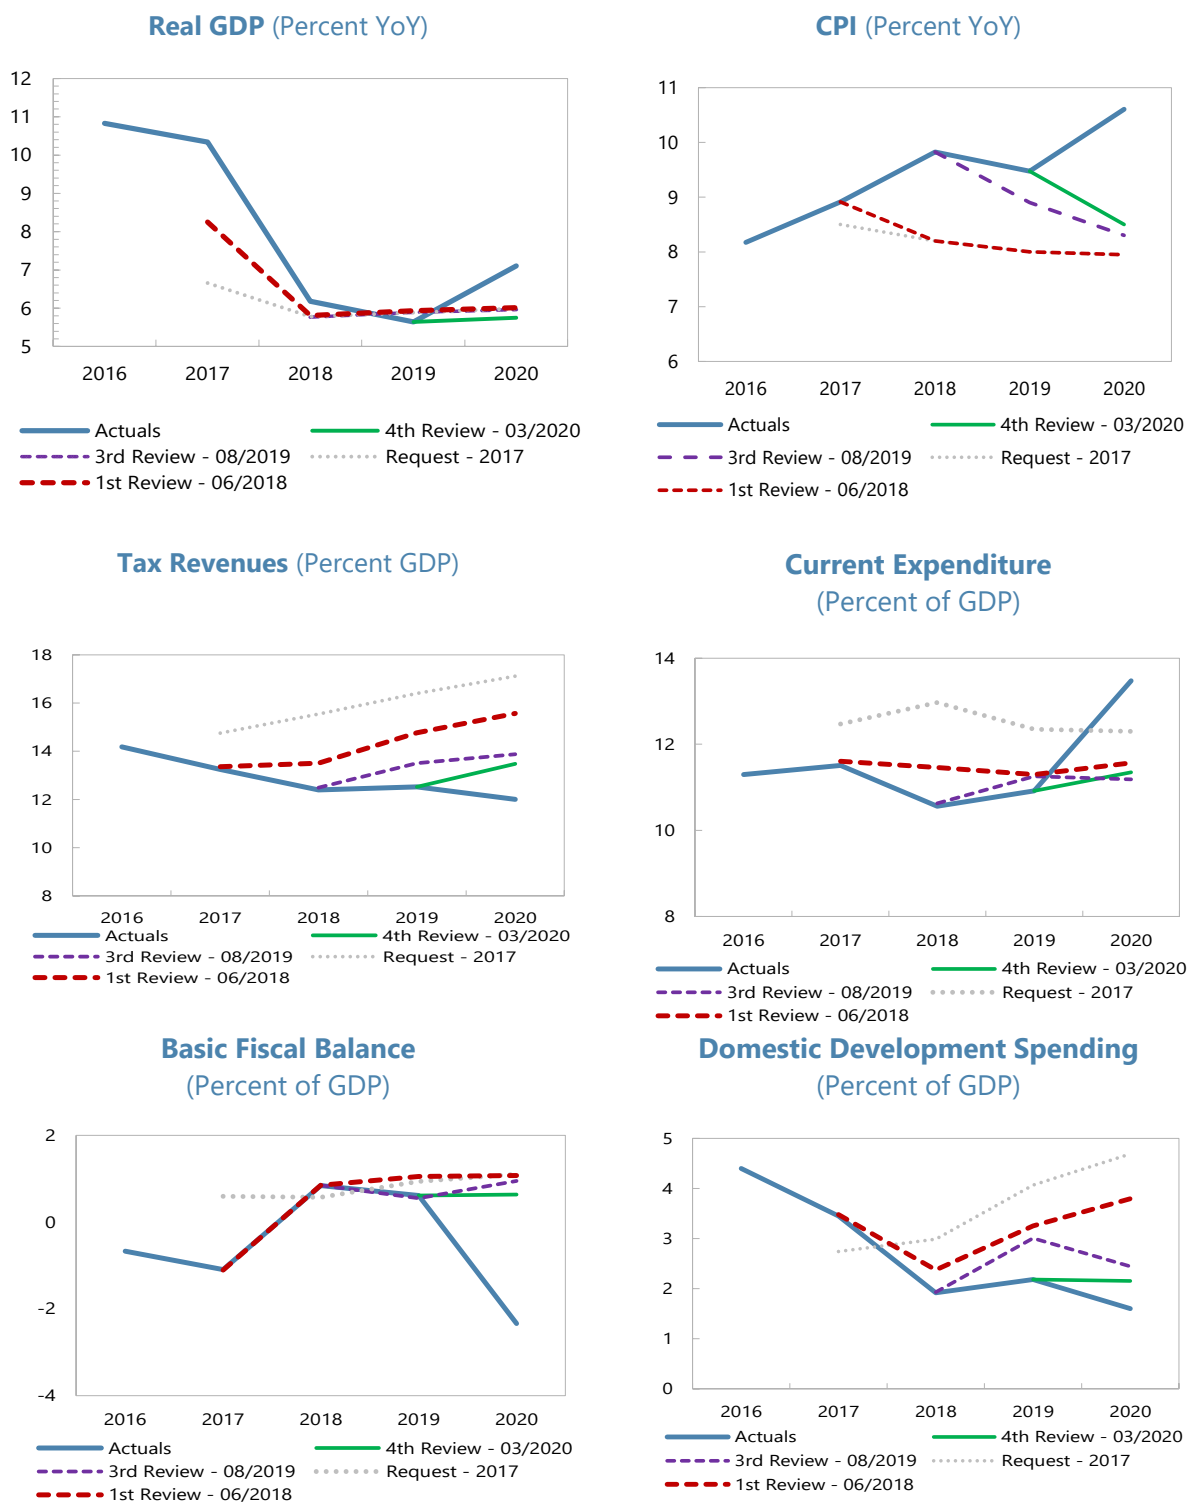 Real GDP (Percent YoY)
12
11
10
9
8
7
6
5
2016 2017 2018 2019 2020
Actuals 4th Review - 03/2020
3rd Review - 08/2019 Request - 2017
1st Review - 06/2018
CPI (Percent YoY)
11
10
9
8
7
6
2016 2017 2018 2019 2020
Actuals 4th Review - 03/2020
3rd Review - 08/2019 Request - 2017
1st Review - 06/2018
Tax Revenues (Percent GDP)
18
16
14
12
10
8
2016 2017 2018 2019 2020
Actuals 4th Review - 03/2020
3rd Review - 08/2019 Request - 2017
1st Review - 06/2018
Current Expenditure
(Percent of GDP)
14
12
10
8
2016 2017 2018 2019 2020
Actuals 4th Review - 03/2020
3rd Review - 08/2019 Request - 2017
1st Review - 06/2018
Basic Fiscal Balance
(Percent of GDP)
2
0
-2
-4
2016 2017 2018 2019 2020
Actuals 4th Review - 03/2020
3rd Review - 08/2019 Request - 2017
1st Review - 06/2018
Domestic Development Spending
(Percent of GDP)
5
4
3
2
1
0
2016 2017 2018 2019 2020
Actuals 4th Review - 03/2020
3rd Review - 08/2019 Request - 2017
1st Review - 06/2018